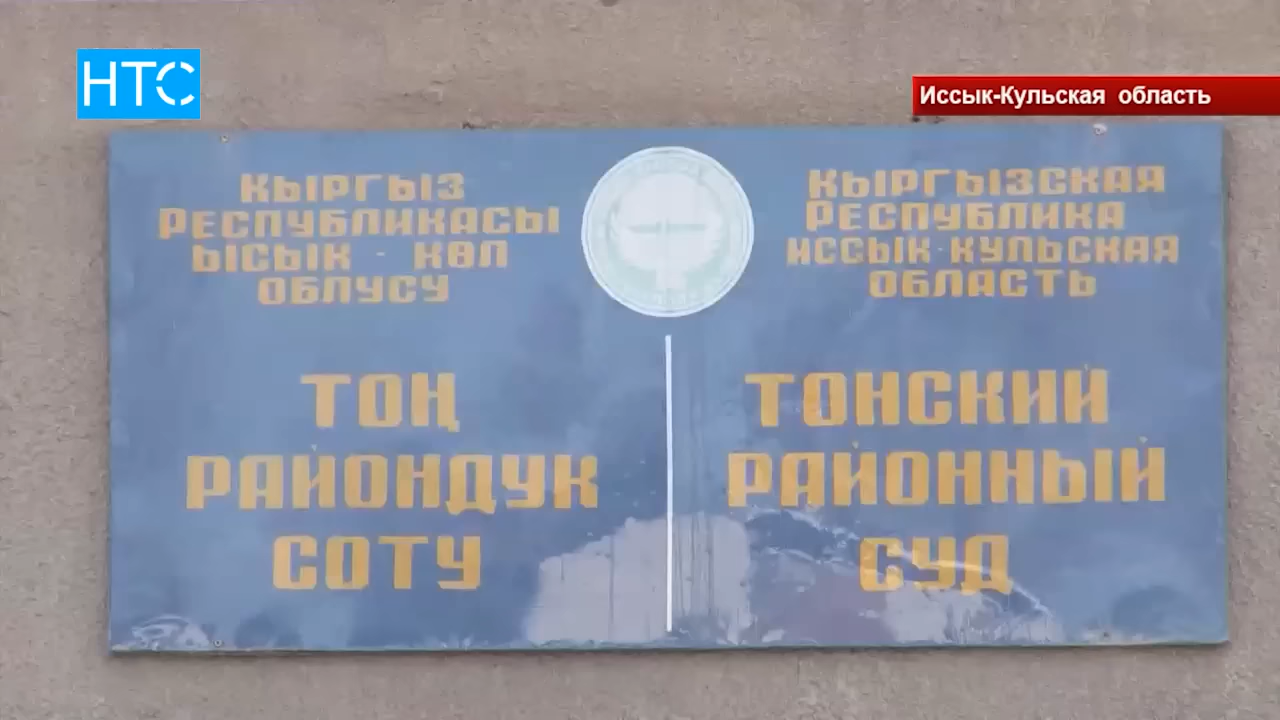 НТС
Иссык-Кульская область
КЫРГЫЗ
РЕСПУБЛИКАСЫ
ЫСЫК - КӨЛ
ОБЛУСУ
ТОҢ
РАЙОНДУК
СОТУ
КЫРГЫЗСКАЯ
РЕСПУБЛИКА
ИССЫК-КУЛЬСКАЯ
ОБЛАСТЬ
ТОНСКИЙ
РАЙОННЫЙ
СУД